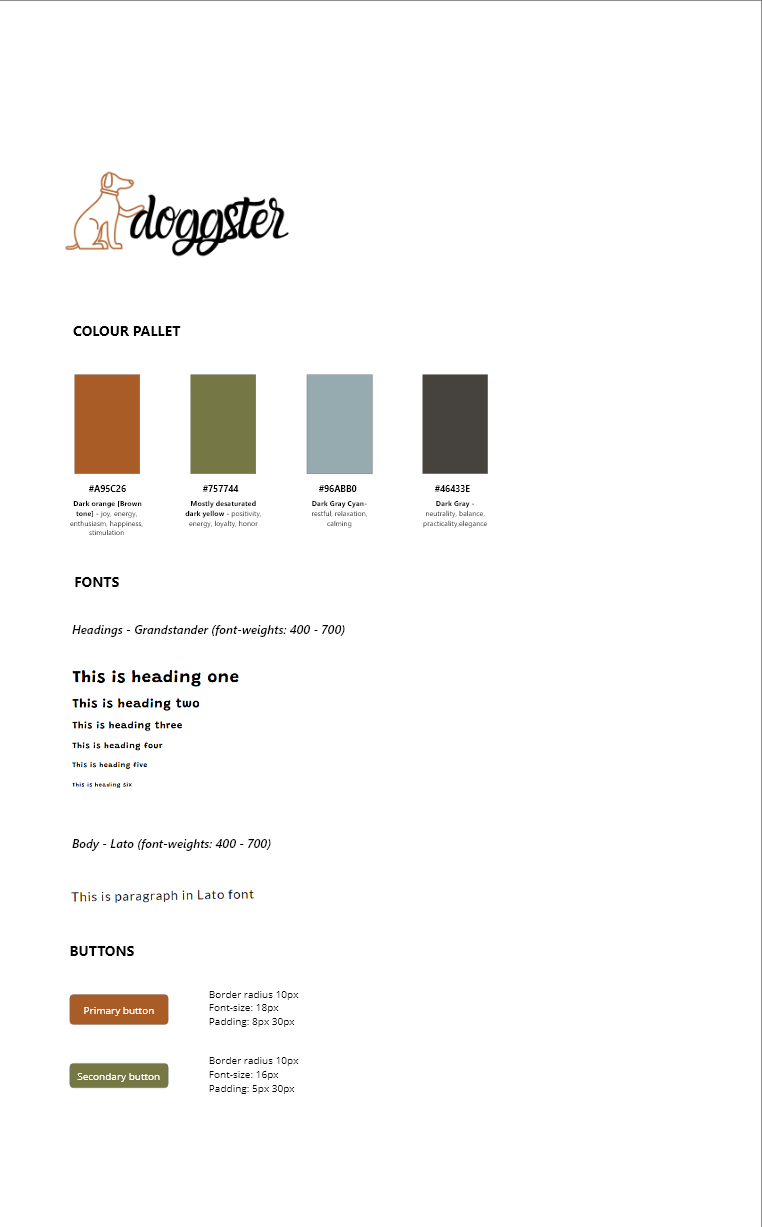 doggster
COLOUR PALLET
#A95C26
Dark orange [Brown
tone] - joy, energy,
enthusiasm, happiness,
stimulation
#757744
Mostly desaturated
dark yellow - positivity,
energy, loyalty, honor
#96ABB0
Dark Gray Cyan-
restful, relaxation,
calming
#46433E
Dark Gray -
neutrality, balance,
practicality,elegance
FONTS
Headings - Grandstander (font-weights: 400 - 700)
This is heading one
This is heading two
This is heading three
This is heading four
This is heading five
This is heading six
Body - Lato (font-weights: 400 - 700)
This is paragraph in Lato font
BUTTONS
Primary button
Border radius 10px
Font-size: 18px
Padding: 8px 30px
Secondary button
Border radius 10px
Font-size: 16px
Padding: 5px 30px